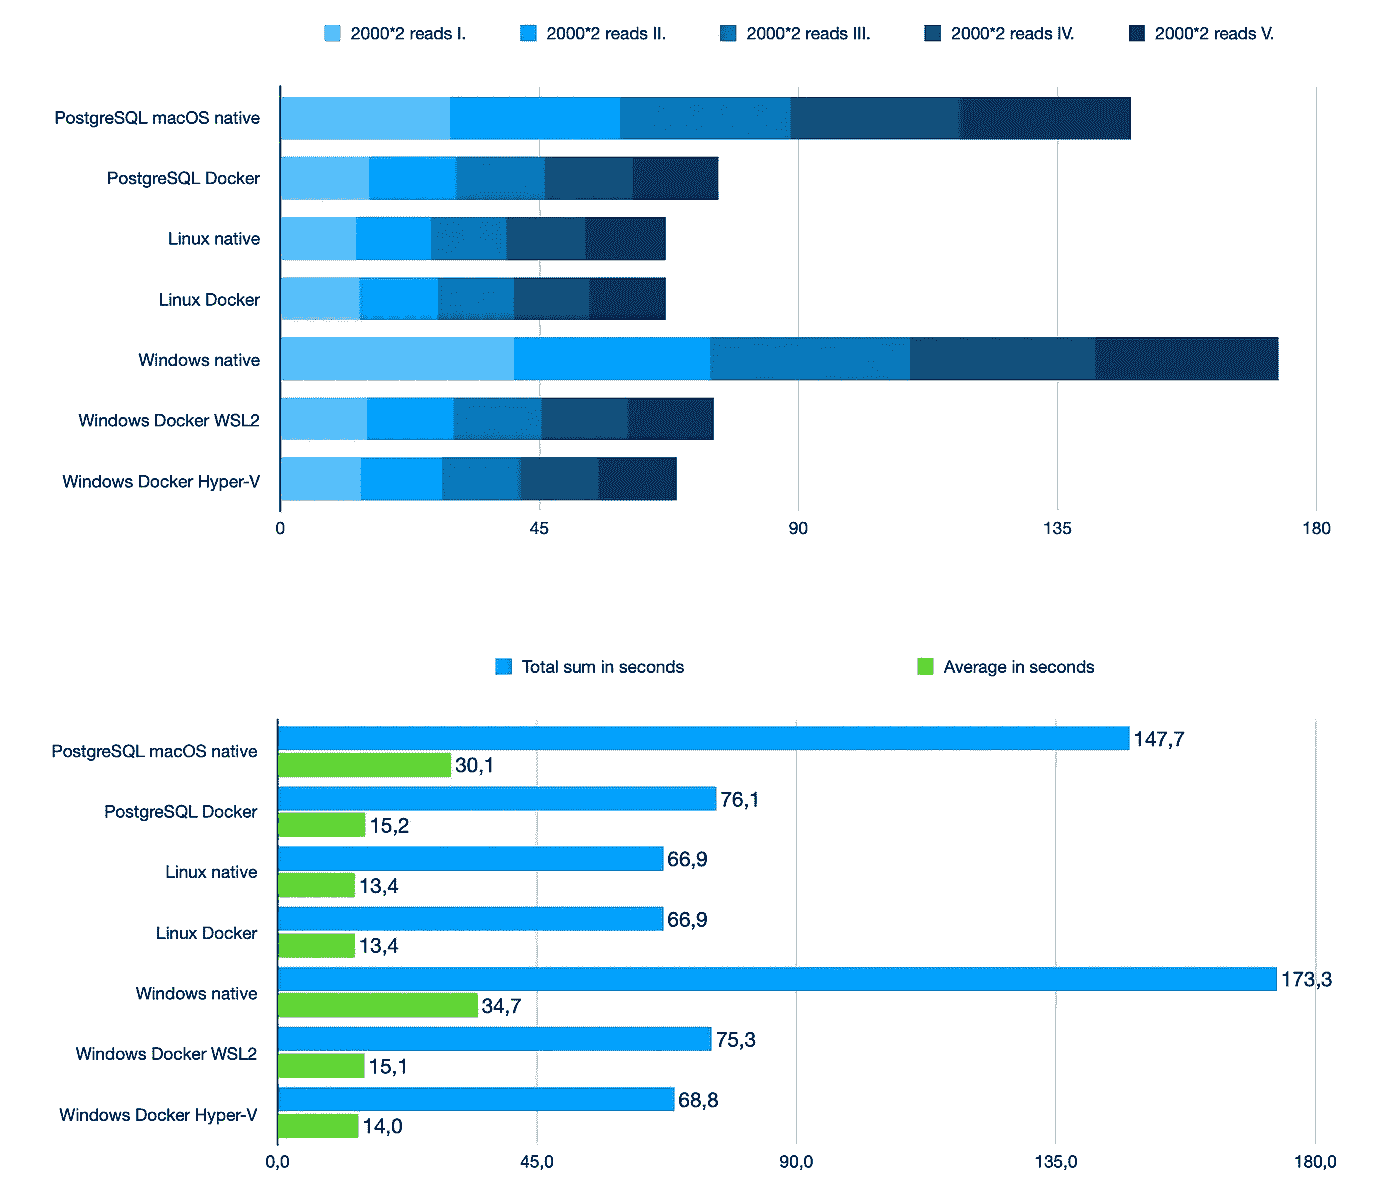 2000*2 reads I. 2000*2 reads II. 2000*2 reads III. 2000*2 reads IV. 2000*2 reads V.
PostgreSQL macOS native
PostgreSQL Docker
Linux native
Linux Docker
Windows native
Windows Docker WSL2
Windows Docker Hyper-V
0 45 90 135 180
Total sum in seconds Average in seconds
PostgreSQL macOS native 147,7
30,1
PostgreSQL Docker 76,1
15,2
Linux native 66,9
13,4
Linux Docker 66,9
13,4
Windows native 173,3
34,7
Windows Docker WSL2 75,3
15,1
Windows Docker Hyper-V 68,8
14,0
0,0 45,0 90,0 135,0 180,0